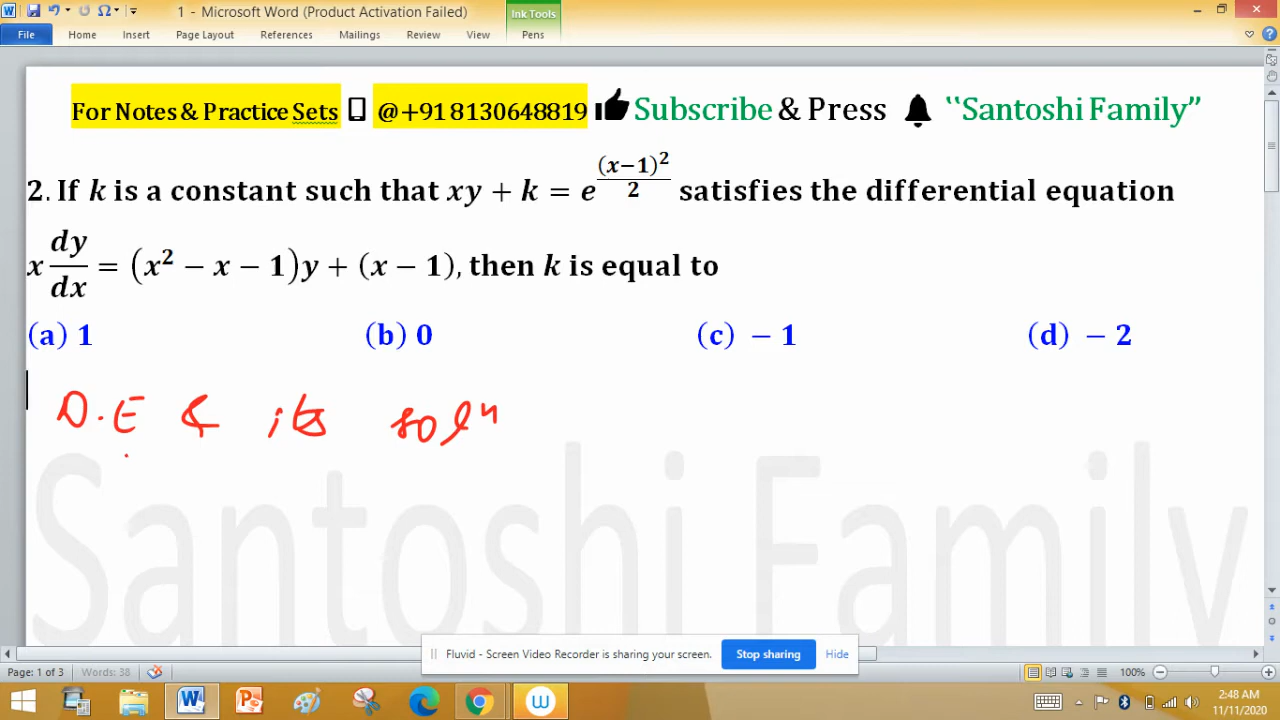 1 - Microsoft Word (Product Activation Failed)
Ink Tools
File Home Insert Page Layout References Mailings Review View Pens
For Notes & Practice Sets @+91 8130648819 Subscribe & Press ‶Santoshi Family”
2. If k is a constant such that xy + k = e^((x−1)²/2) satisfies the differential equation
x dy/dx = (x² − x − 1)y + (x − 1), then k is equal to
(a) 1 (b) 0 (c) − 1 (d) − 2
D.E & its solⁿ
Santoshi Family
Fluvid - Screen Video Recorder is sharing your screen. Stop sharing Hide
Page: 1 of 3 Words: 38 100%
2:48 AM
11/11/2020